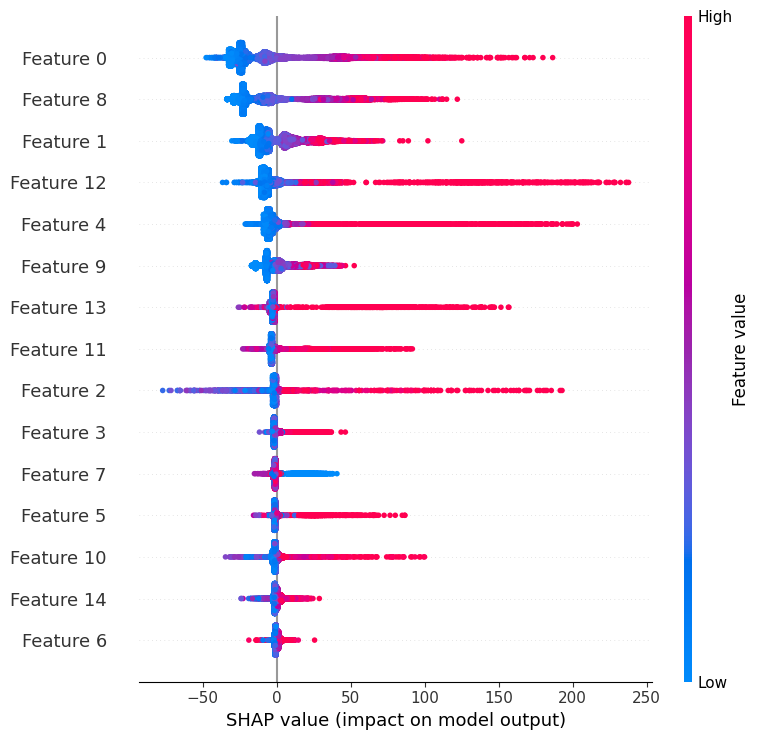 High
Feature 0
Feature 8
Feature 1
Feature 12
Feature 4
Feature 9
Feature 13
Feature 11
Feature 2
Feature 3
Feature 7
Feature 5
Feature 10
Feature 14
Feature 6
Feature value
Low
−50 0 50 100 150 200 250
SHAP value (impact on model output)